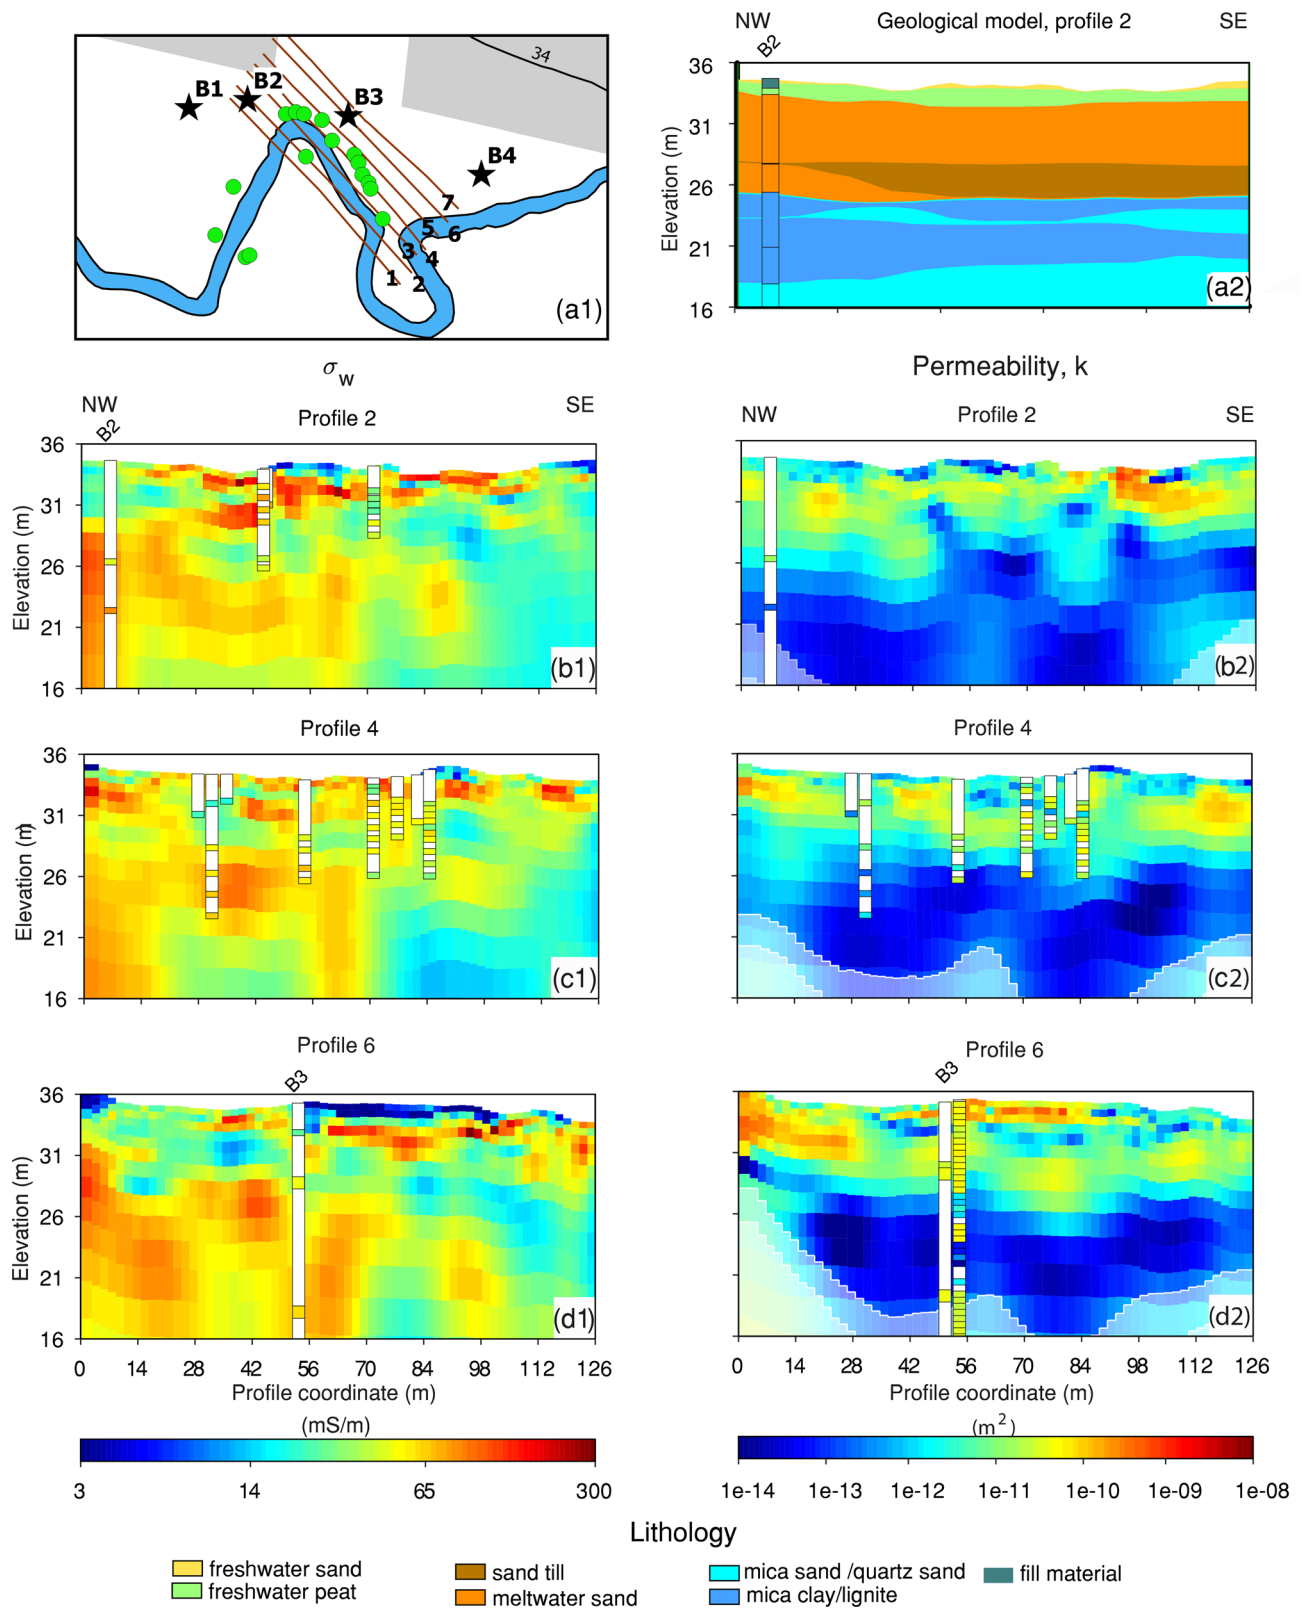 34
B1
B2
B3
B4
7
5
6
3
4
1
2
(a1)
NW
Geological model, profile 2
SE
B2
Elevation (m)
36
31
26
21
16
(a2)
σw
Permeability, k
NW
SE
Profile 2
B2
Elevation (m)
36
31
26
21
16
(b1)
NW
Profile 2
SE
(b2)
Profile 4
Elevation (m)
36
31
26
21
16
(c1)
Profile 4
(c2)
Profile 6
B3
Elevation (m)
36
31
26
21
16
(d1)
0 14 28 42 56 70 84 98 112 126
Profile coordinate (m)
Profile 6
B3
(d2)
0 14 28 42 56 70 84 98 112 126
Profile coordinate (m)
(mS/m)
3 14 65 300
(m2)
1e-14 1e-13 1e-12 1e-11 1e-10 1e-09 1e-08
Lithology
freshwater sand
freshwater peat
sand till
meltwater sand
mica sand /quartz sand
mica clay/lignite
fill material